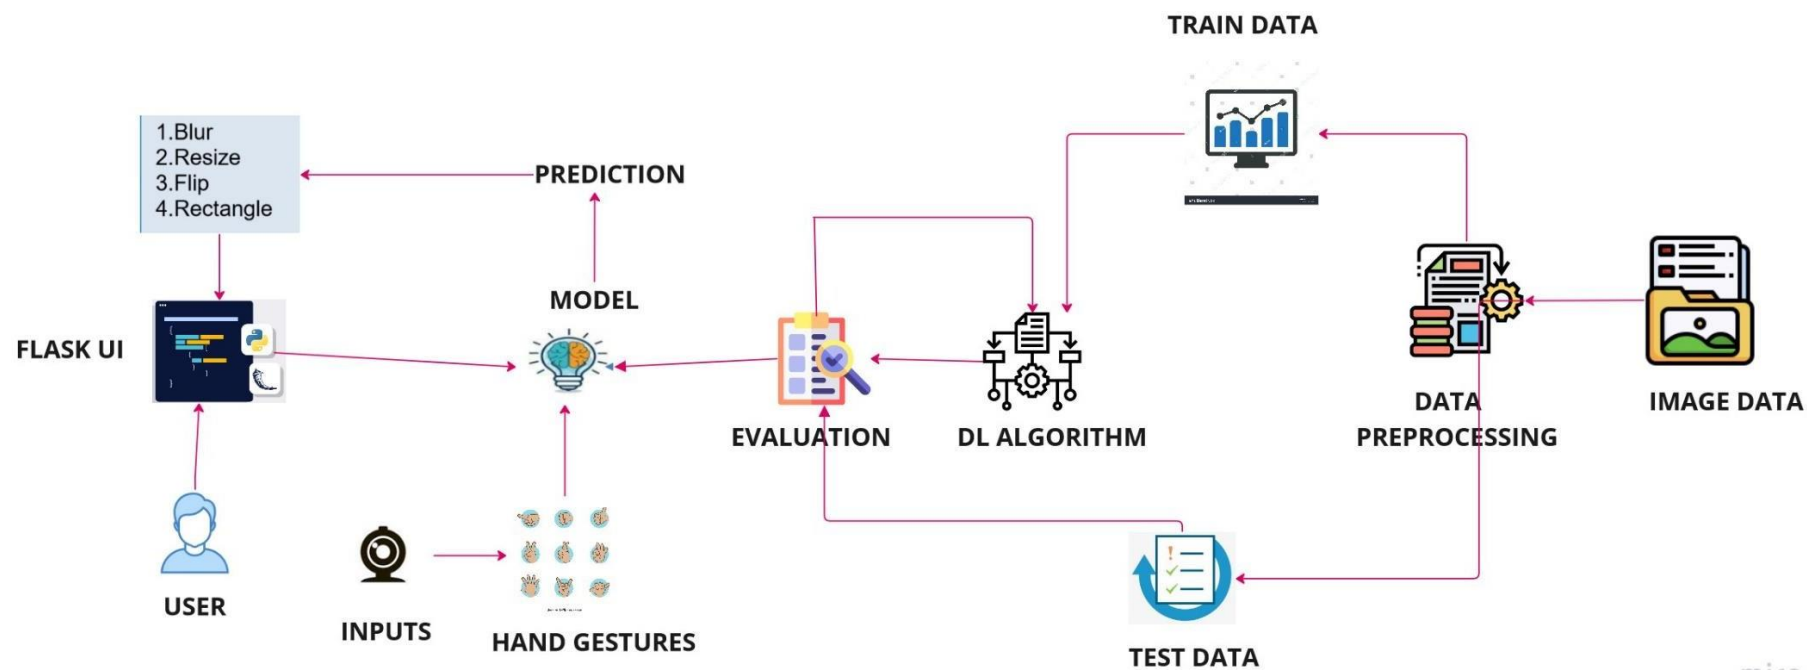 TRAIN DATA
1.Blur
2.Resize
3.Flip
4.Rectangle
PREDICTION
MODEL
FLASK UI
EVALUATION
DL ALGORITHM
DATA
PREPROCESSING
IMAGE DATA
USER
INPUTS
HAND GESTURES
TEST DATA